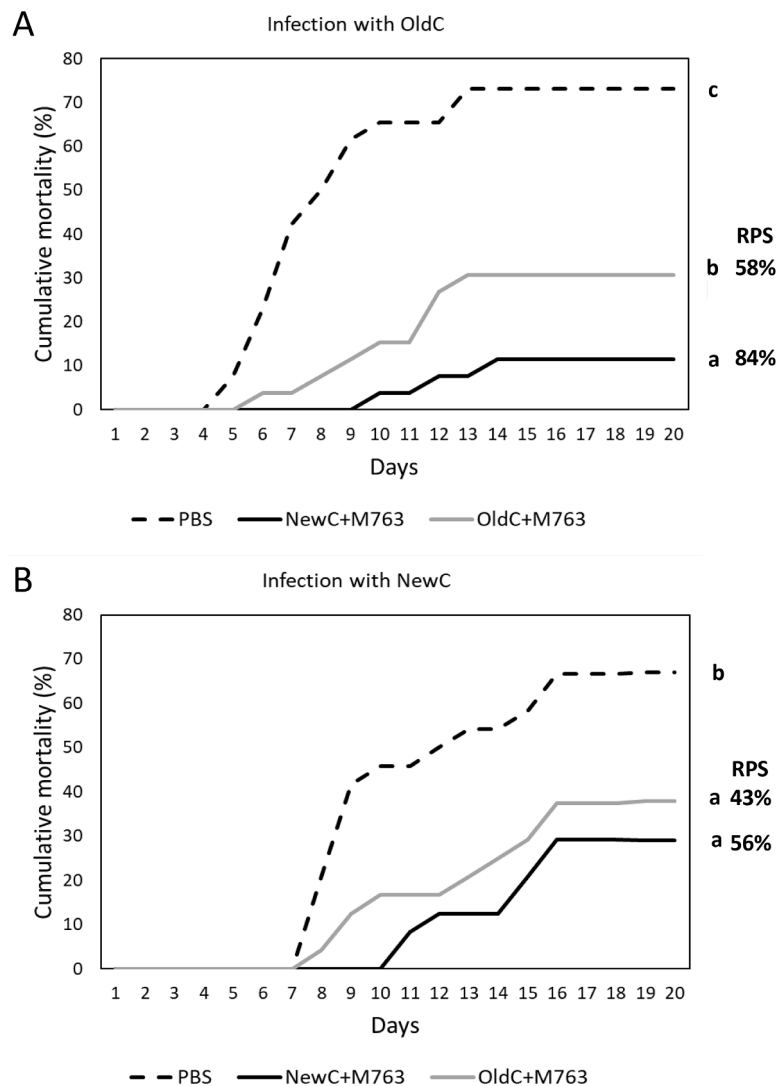 A
Infection with OldC
Cumulative mortality (%)
80
70
60
50
40
30
20
10
0
1 2 3 4 5 6 7 8 9 10 11 12 13 14 15 16 17 18 19 20
Days
c
RPS
b 58%
a 84%
PBS NewC+M763 OldC+M763
B
Infection with NewC
Cumulative mortality (%)
80
70
60
50
40
30
20
10
0
1 2 3 4 5 6 7 8 9 10 11 12 13 14 15 16 17 18 19 20
Days
b
RPS
a 43%
a 56%
PBS NewC+M763 OldC+M763